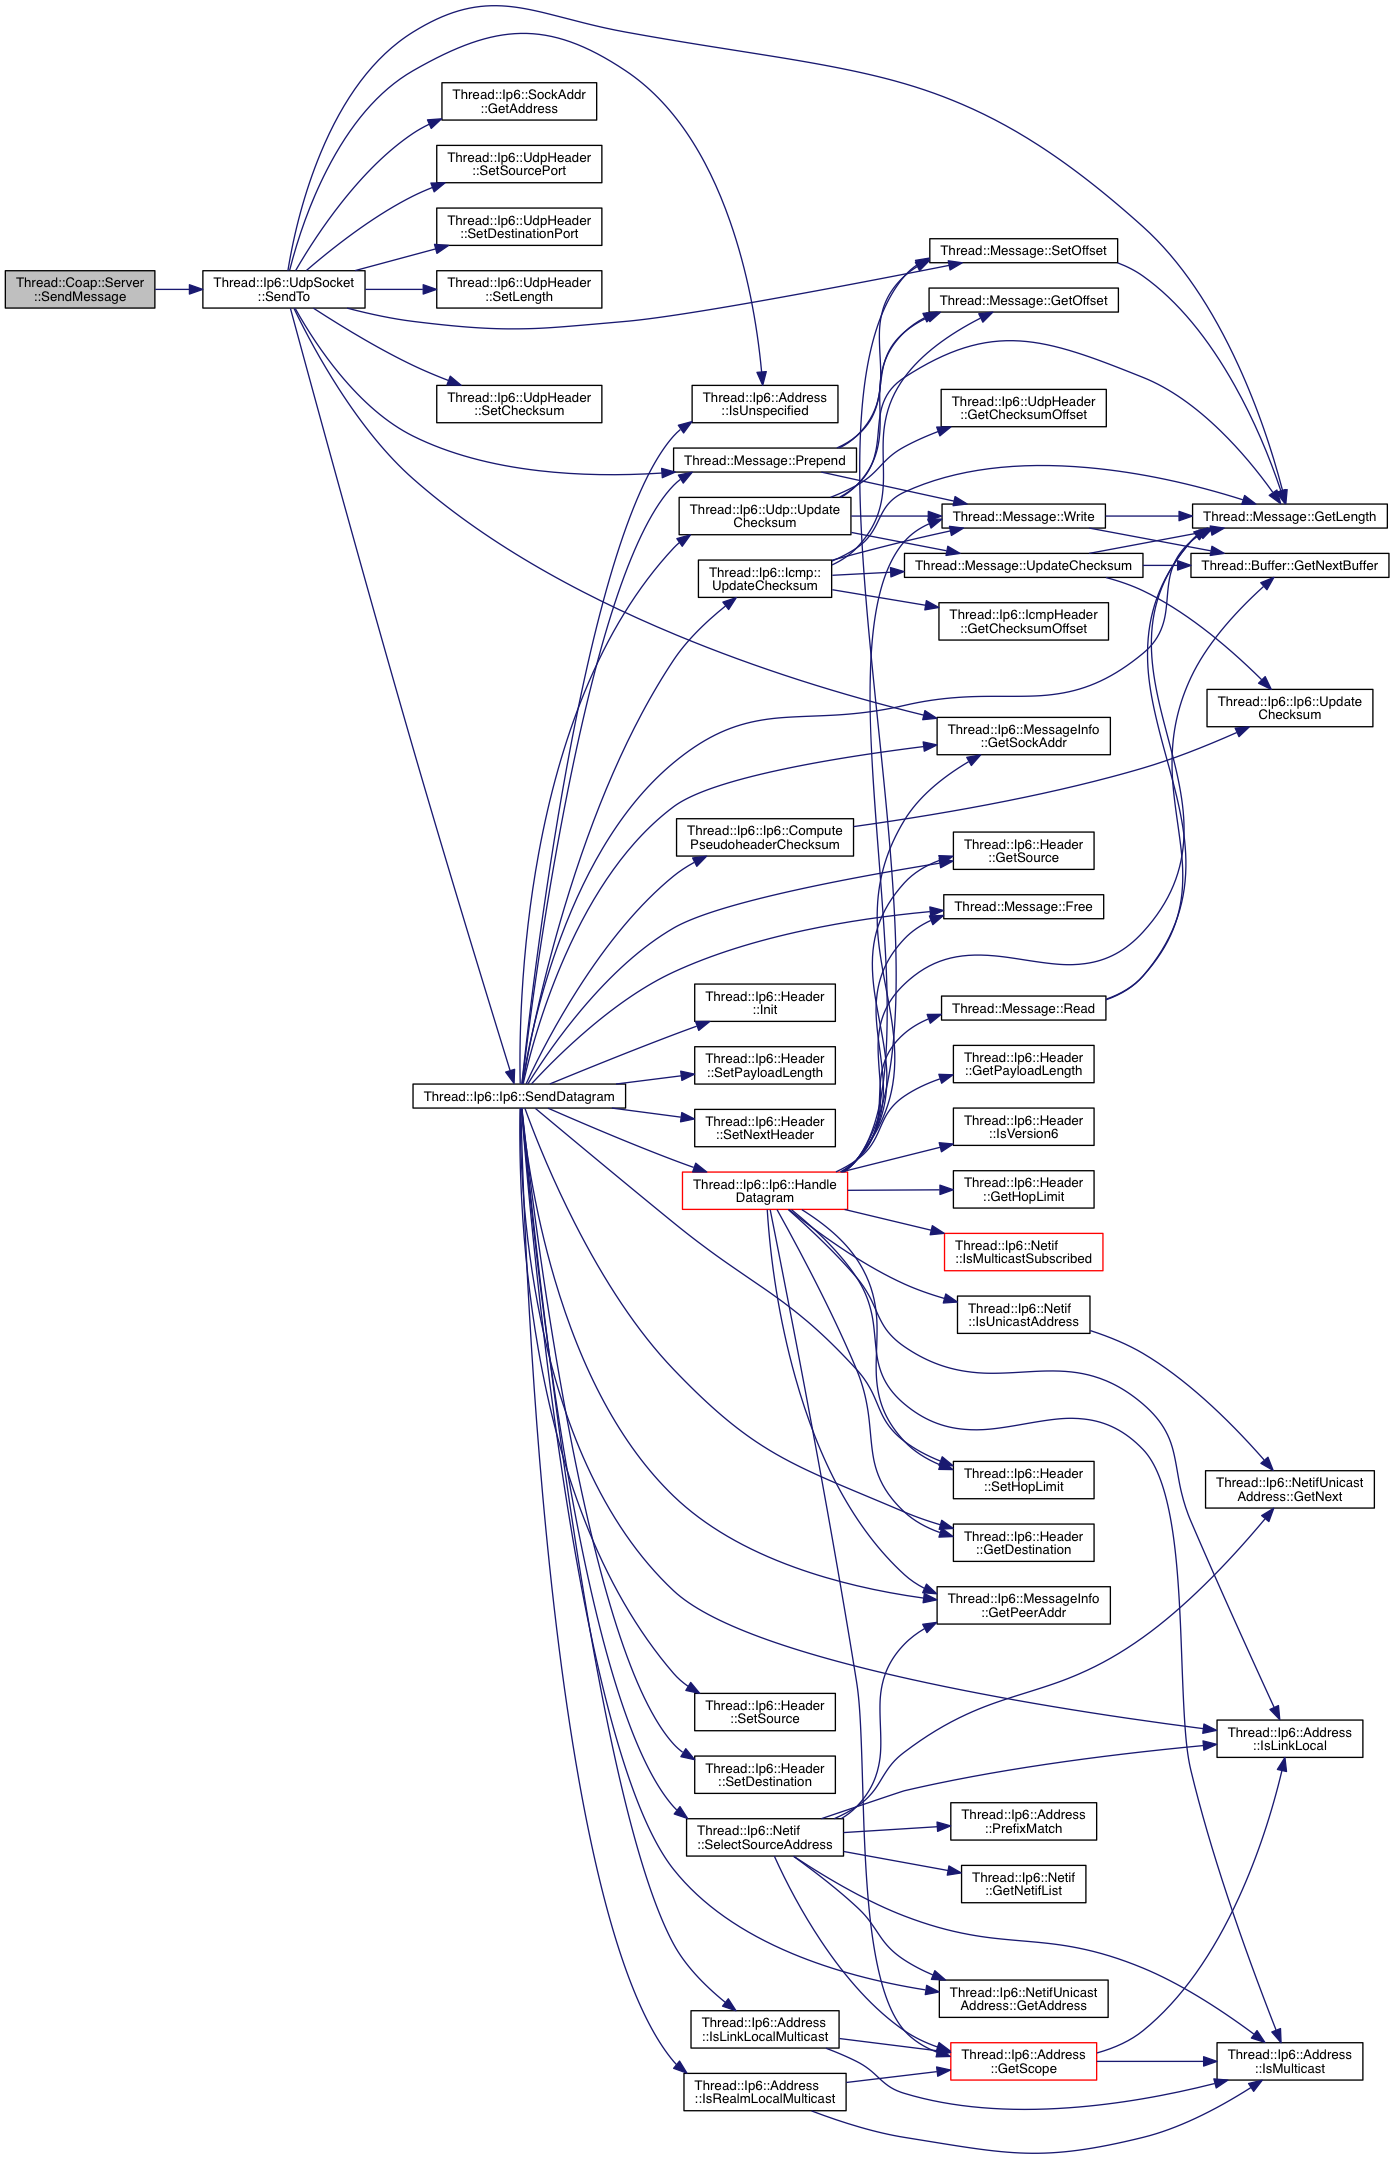 Thread::Ip6::SockAddr
::GetAddress
Thread::Ip6::UdpHeader
::SetSourcePort
Thread::Ip6::UdpHeader
::SetDestinationPort
Thread::Coap::Server
::SendMessage
Thread::Ip6::UdpSocket
::SendTo
Thread::Ip6::UdpHeader
::SetLength
Thread::Message::SetOffset
Thread::Message::GetOffset
Thread::Ip6::UdpHeader
::SetChecksum
Thread::Ip6::Address
::IsUnspecified
Thread::Ip6::UdpHeader
::GetChecksumOffset
Thread::Message::Prepend
Thread::Ip6::Udp::Update
Checksum
Thread::Message::Write
Thread::Message::GetLength
Thread::Ip6::Icmp::
UpdateChecksum
Thread::Message::UpdateChecksum
Thread::Buffer::GetNextBuffer
Thread::Ip6::IcmpHeader
::GetChecksumOffset
Thread::Ip6::Ip6::Update
Checksum
Thread::Ip6::MessageInfo
::GetSockAddr
Thread::Ip6::Ip6::Compute
PseudoheaderChecksum
Thread::Ip6::Header
::GetSource
Thread::Message::Free
Thread::Ip6::Header
::Init
Thread::Message::Read
Thread::Ip6::Header
::SetPayloadLength
Thread::Ip6::Header
::GetPayloadLength
Thread::Ip6::Ip6::SendDatagram
Thread::Ip6::Header
::SetNextHeader
Thread::Ip6::Header
::IsVersion6
Thread::Ip6::Ip6::Handle
Datagram
Thread::Ip6::Header
::GetHopLimit
Thread::Ip6::Netif
::IsMulticastSubscribed
Thread::Ip6::Netif
::IsUnicastAddress
Thread::Ip6::Header
::SetHopLimit
Thread::Ip6::NetifUnicast
Address::GetNext
Thread::Ip6::Header
::GetDestination
Thread::Ip6::MessageInfo
::GetPeerAddr
Thread::Ip6::Header
::SetSource
Thread::Ip6::Address
::IsLinkLocal
Thread::Ip6::Header
::SetDestination
Thread::Ip6::Netif
::SelectSourceAddress
Thread::Ip6::Address
::PrefixMatch
Thread::Ip6::Netif
::GetNetifList
Thread::Ip6::NetifUnicast
Address::GetAddress
Thread::Ip6::Address
::IsLinkLocalMulticast
Thread::Ip6::Address
::GetScope
Thread::Ip6::Address
::IsMulticast
Thread::Ip6::Address
::IsRealmLocalMulticast